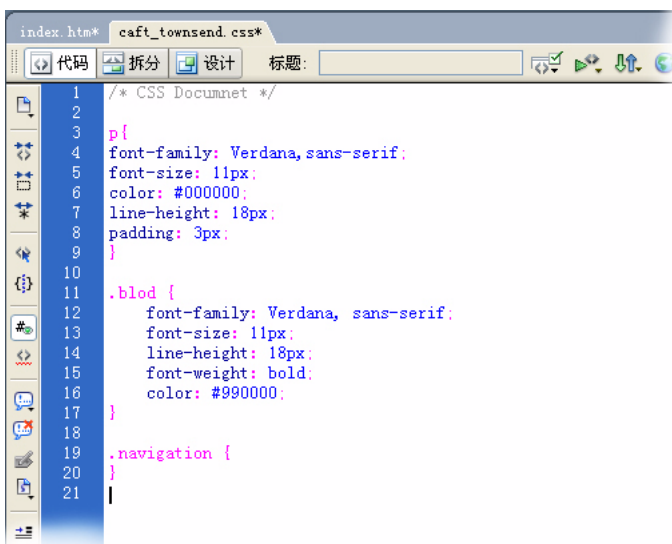 index.htm* caft_townsend.css*
代码 拆分 设计 标题:
1 /* CSS Documnet */
2
3 p{
4 font-family: Verdana,sans-serif;
5 font-size: 11px;
6 color: #000000;
7 line-height: 18px;
8 padding: 3px;
9 }
10
11 .blod {
12 font-family: Verdana, sans-serif;
13 font-size: 11px;
14 line-height: 18px;
15 font-weight: bold;
16 color: #990000;
17 }
18
19 .navigation {
20 }
21